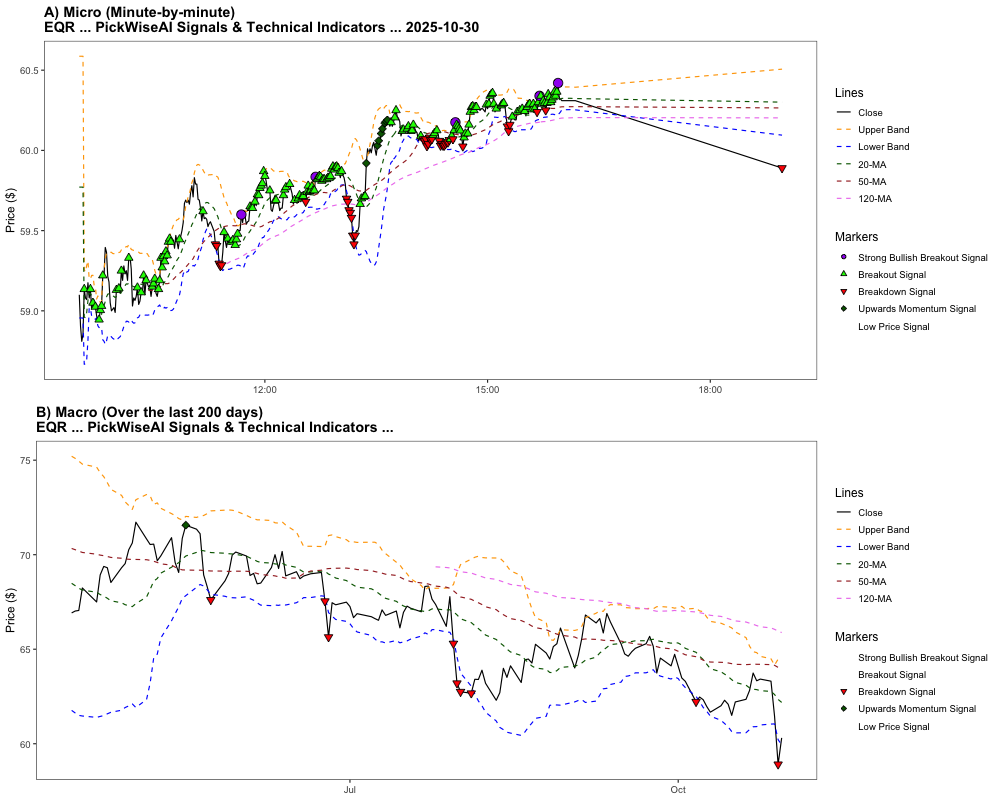 A) Micro (Minute-by-minute)
EQR ... PickWiseAI Signals & Technical Indicators ... 2025-10-30
Price ($)
60.5
60.0
59.5
59.0
12:00
15:00
18:00
Lines
Close
Upper Band
Lower Band
20-MA
50-MA
120-MA
Markers
Strong Bullish Breakout Signal
Breakout Signal
Breakdown Signal
Upwards Momentum Signal
Low Price Signal
B) Macro (Over the last 200 days)
EQR ... PickWiseAI Signals & Technical Indicators ...
Price ($)
75
70
65
60
Jul
Oct
Lines
Close
Upper Band
Lower Band
20-MA
50-MA
120-MA
Markers
Strong Bullish Breakout Signal
Breakout Signal
Breakdown Signal
Upwards Momentum Signal
Low Price Signal